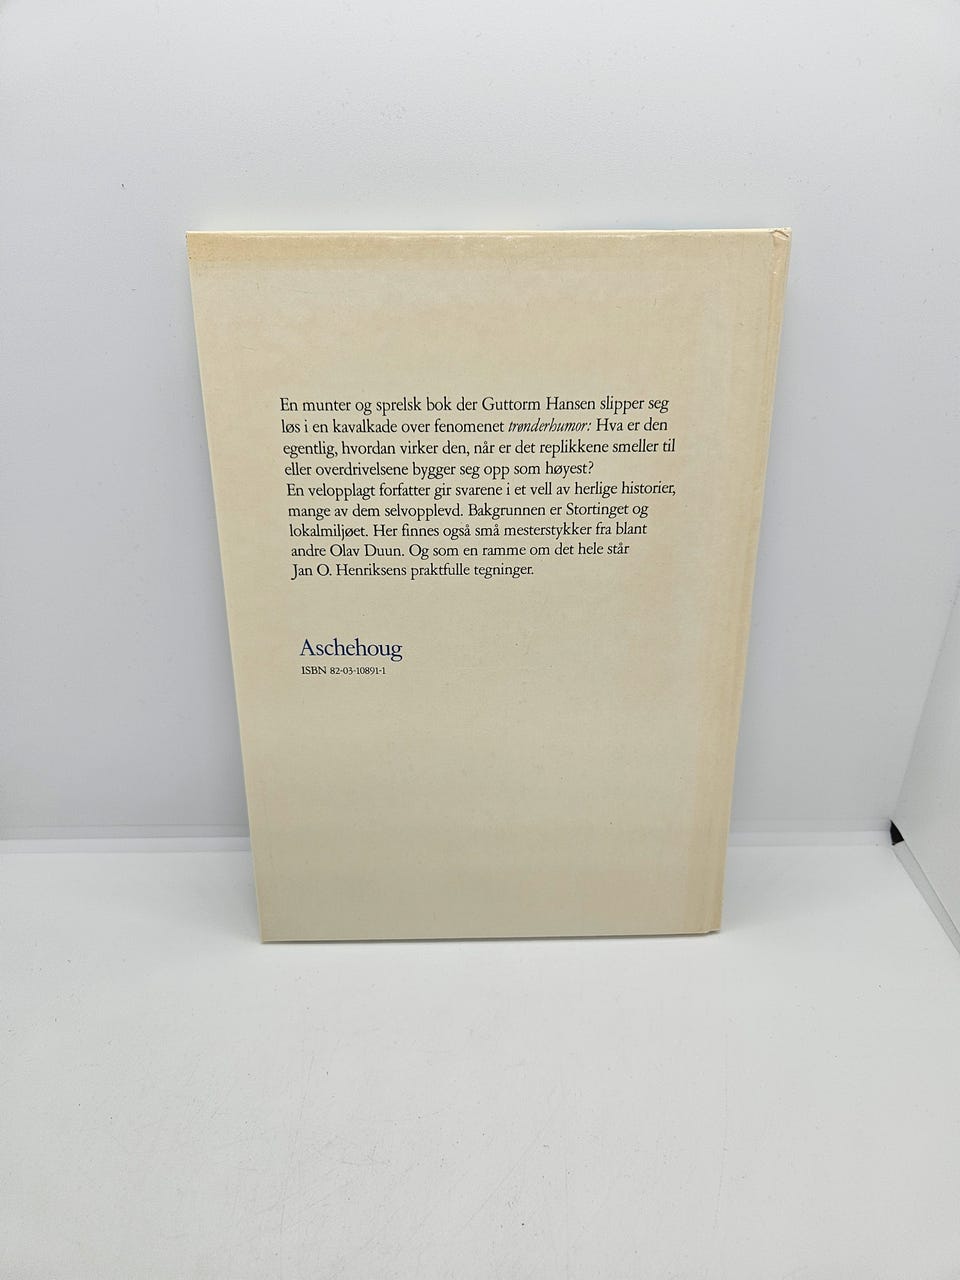 En munter og sprelsk bok der Guttorm Hansen slipper seg
løs i en kavalkade over fenomenet trønderhumor: Hva er den
egentlig, hvordan virker den, når er det replikkene smeller til
eller overdrivelsene bygger seg opp som høyest?
En velopplagt forfatter gir svarene i et vell av herlige historier,
mange av dem selvopplevd. Bakgrunnen er Stortinget og
lokalmiljøet. Her finnes også små mesterstykker fra blant
andre Olav Duun. Og som en ramme om det hele står
Jan O. Henriksens praktfulle tegninger.
Aschehoug
ISBN 82-03-10891-1